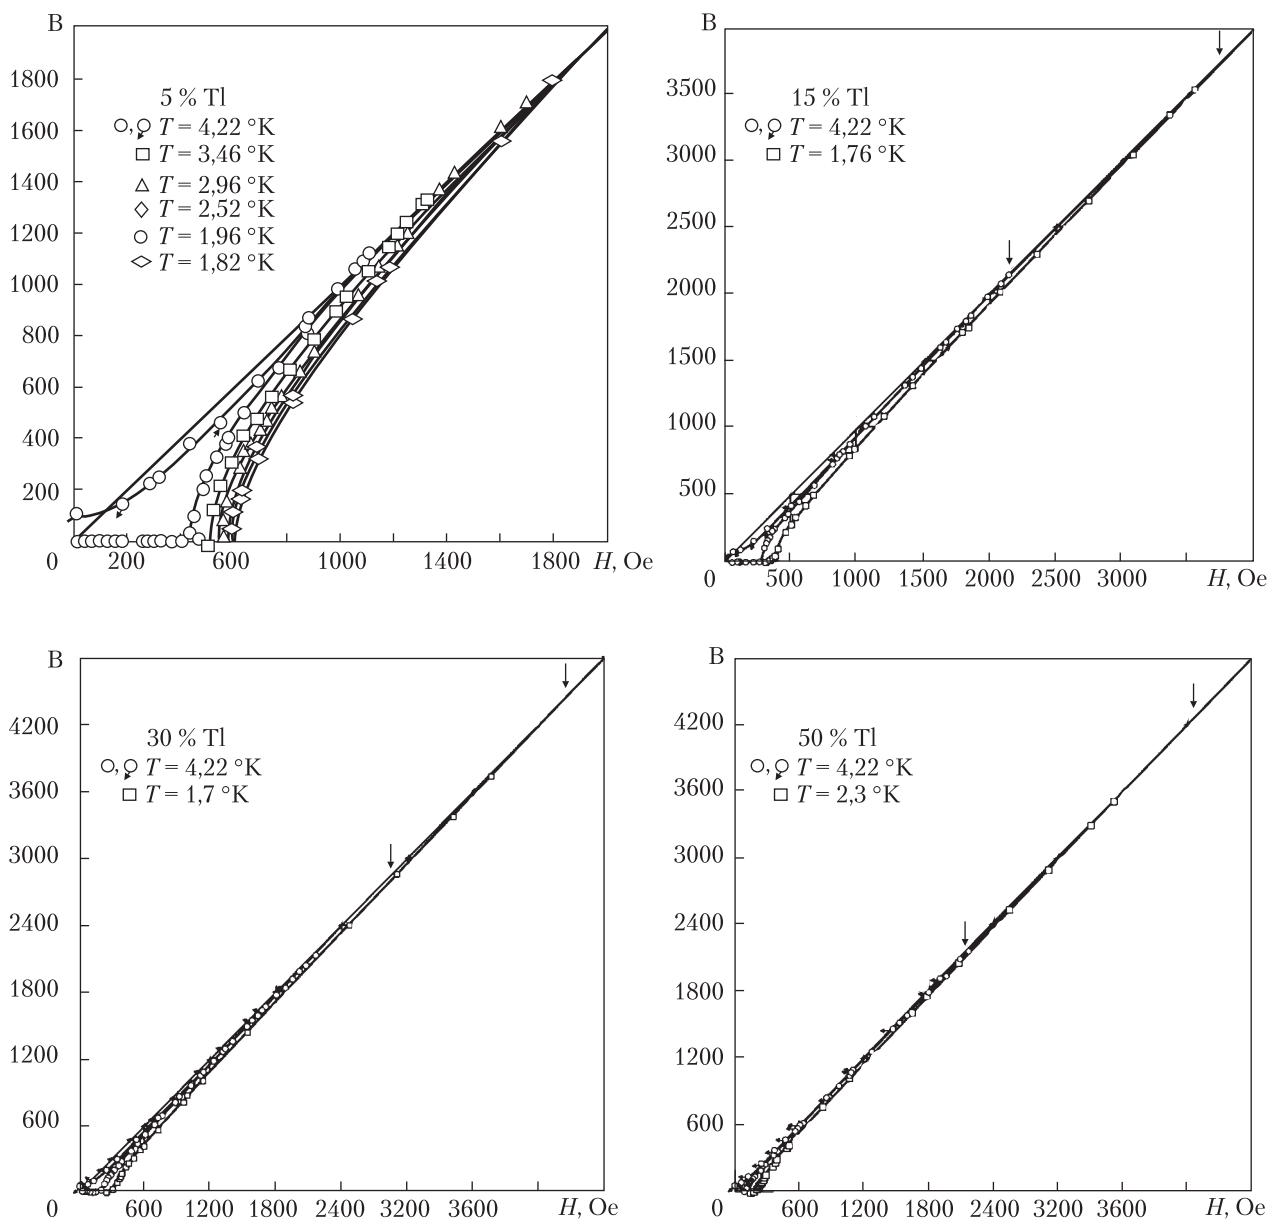 B
1800
1600
1400
1200
1000
800
600
400
200
0
200
600
1000
1400
1800
H, Oe
5 % Tl
○,○ T = 4,22 °K
□ T = 3,46 °K
△ T = 2,96 °K
◇ T = 2,52 °K
○ T = 1,96 °K
◇ T = 1,82 °K
B
3500
3000
2500
2000
1500
1000
500
0
500
1000
1500
2000
2500
3000
H, Oe
15 % Tl
○,○ T = 4,22 °K
□ T = 1,76 °K
B
4200
3600
3000
2400
1800
1200
600
0
600
1200
1800
2400
3000
3600
H, Oe
30 % Tl
○,○ T = 4,22 °K
□ T = 1,7 °K
B
4200
3600
3000
2400
1800
1200
600
0
600
1200
1800
2400
3000
3600
H, Oe
50 % Tl
○,○ T = 4,22 °K
□ T = 2,3 °K